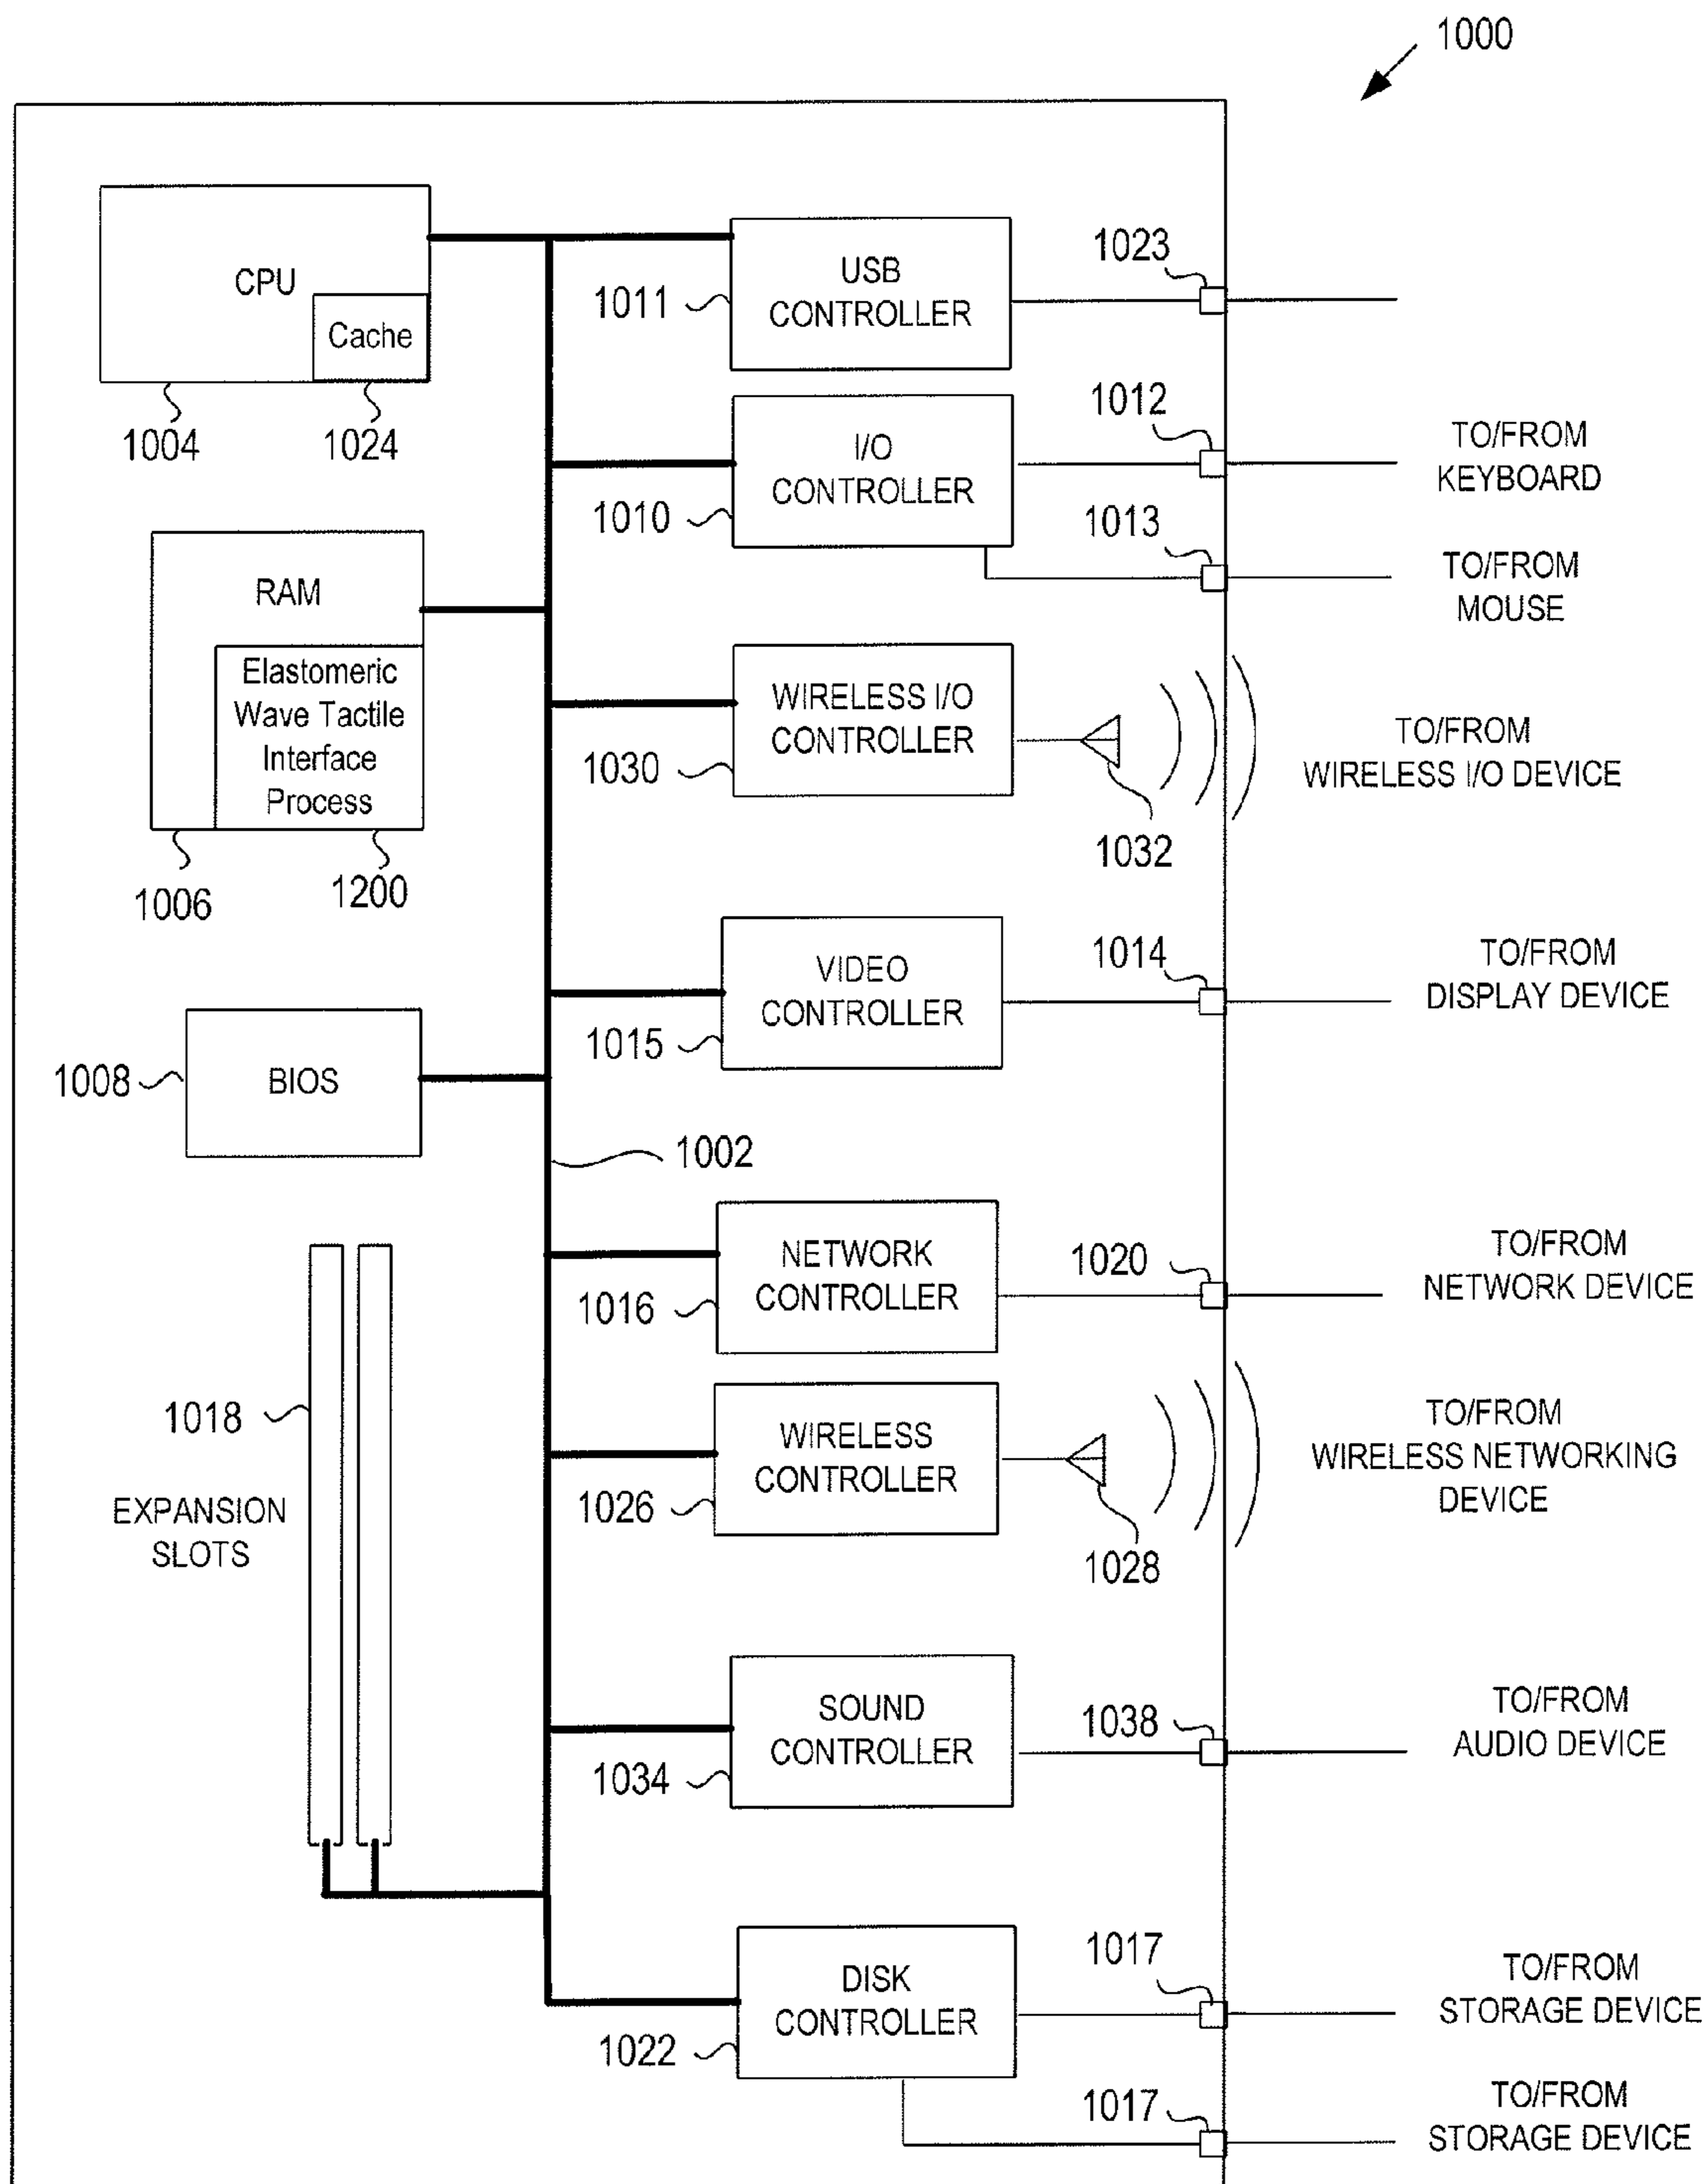 1000
CPU
Cache
1004
1024
USB
CONTROLLER
1011
1023
I/O
CONTROLLER
1010
1012
TO/FROM
KEYBOARD
1013
TO/FROM
MOUSE
RAM
Elastomeric
Wave Tactile
Interface
Process
1006
1200
WIRELESS I/O
CONTROLLER
1030
1032
TO/FROM
WIRELESS I/O DEVICE
VIDEO
CONTROLLER
1015
1014
TO/FROM
DISPLAY DEVICE
1008
BIOS
1002
NETWORK
CONTROLLER
1016
1020
TO/FROM
NETWORK DEVICE
1018
EXPANSION
SLOTS
WIRELESS
CONTROLLER
1026
1028
TO/FROM
WIRELESS NETWORKING
DEVICE
SOUND
CONTROLLER
1034
1038
TO/FROM
AUDIO DEVICE
DISK
CONTROLLER
1022
1017
TO/FROM
STORAGE DEVICE
1017
TO/FROM
STORAGE DEVICE